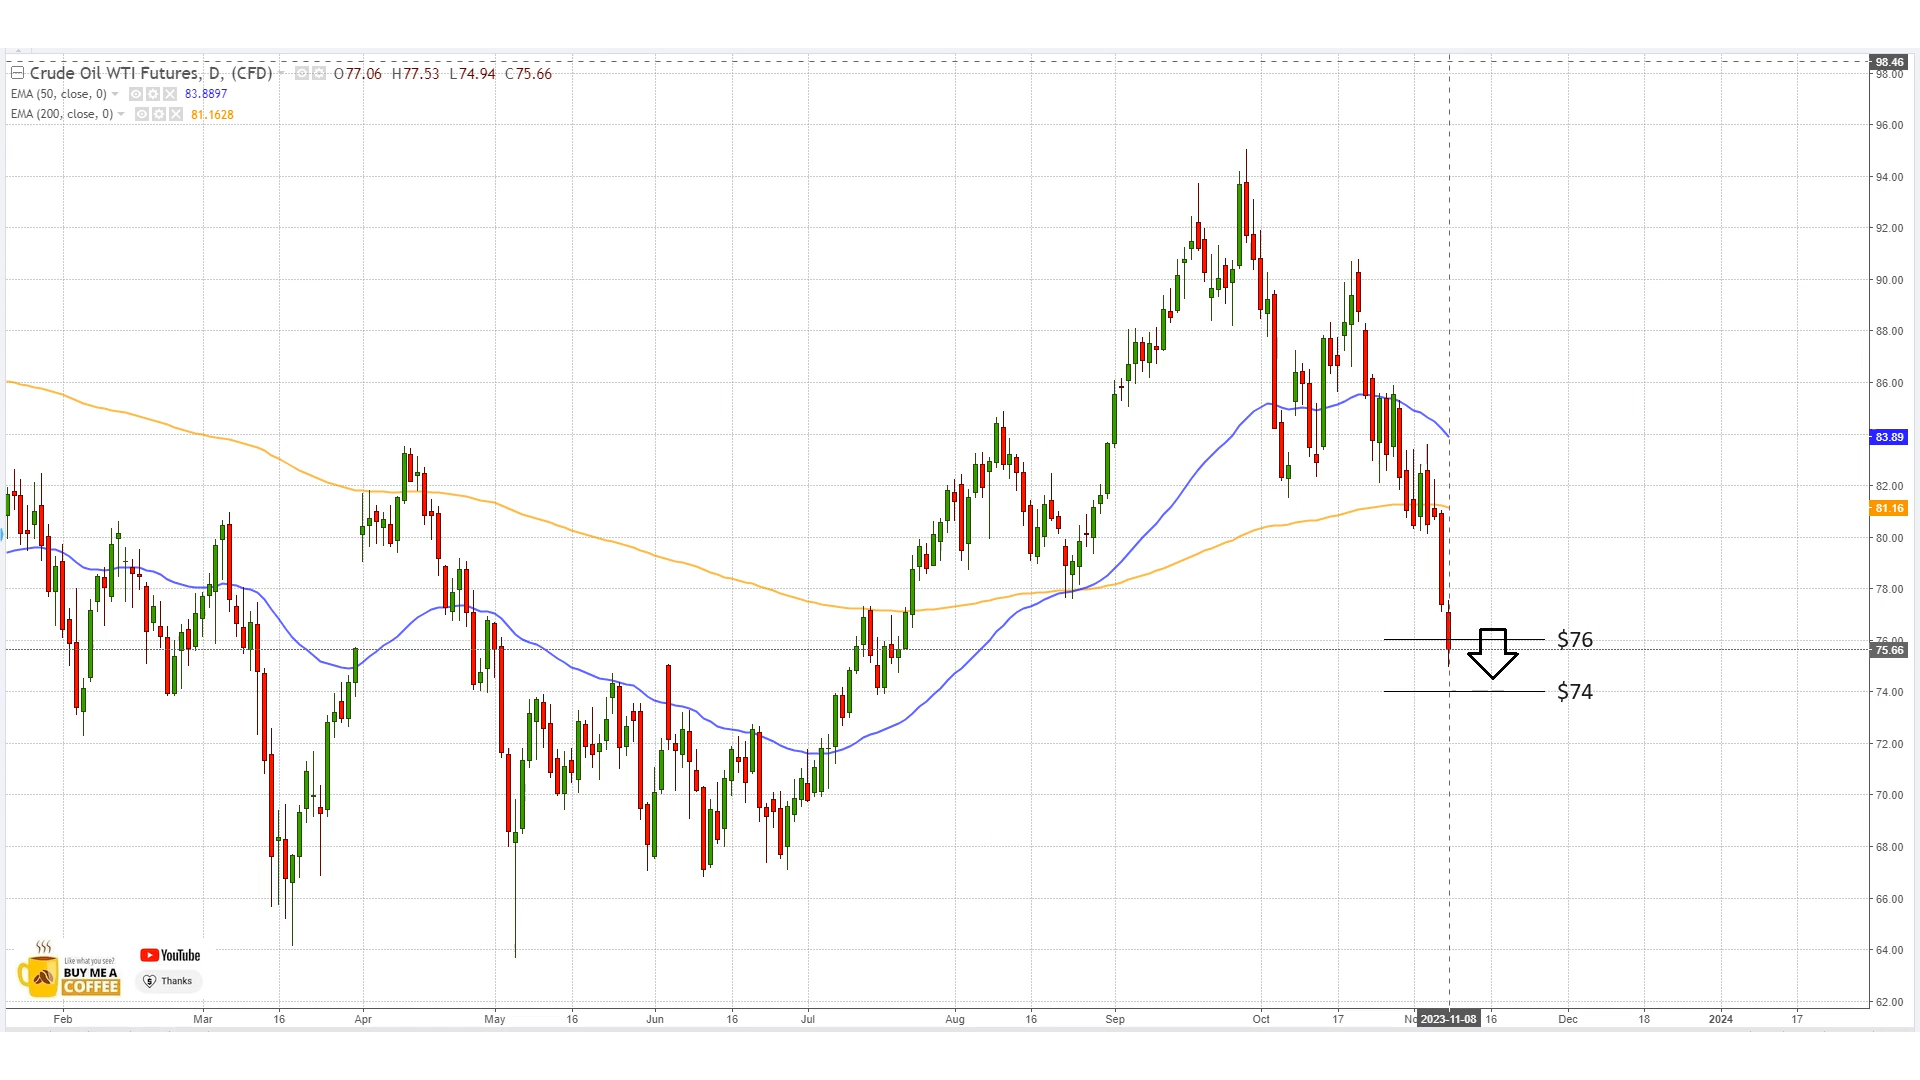 Crude Oil WTI Futures, D, (CFD) O77.06 H77.53 L74.94 C75.66
EMA (50, close, 0) 83.8897
EMA (200, close, 0) 81.1628
98.46
98.00
96.00
94.00
92.00
90.00
88.00
86.00
83.89
82.00
81.16
80.00
78.00
76.00
$76
75.66
74.00
$74
72.00
70.00
68.00
66.00
64.00
62.00
Like what you see?
BUY ME A
COFFEE
YouTube
Thanks
Feb Mar 16 Apr May 16 Jun 16 Jul Aug 16 Sep Oct 17 2023-11-08 16 Dec 18 2024 17